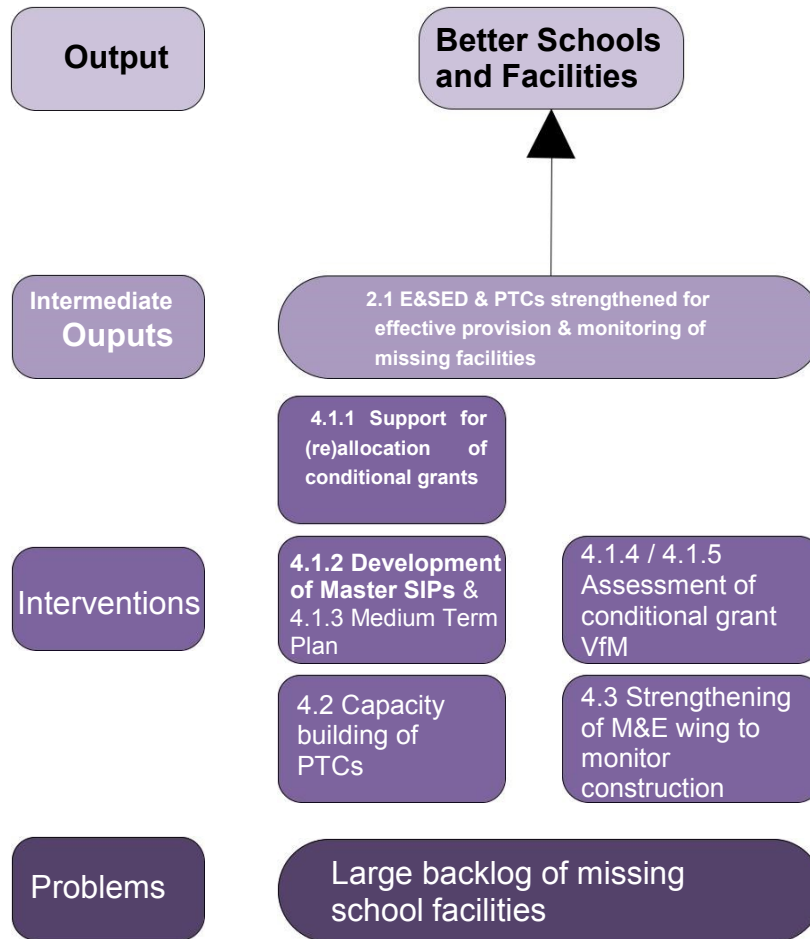 Output
Better Schools
and Facilities
Intermediate
Ouputs
2.1 E&SED & PTCs strengthened for
effective provision & monitoring of
missing facilities
4.1.1 Support for
(re)allocation of
conditional grants
Interventions
4.1.2 Development
of Master SIPs &
4.1.3 Medium Term
Plan
4.1.4 / 4.1.5
Assessment of
conditional grant
VfM
4.2 Capacity
building of
PTCs
4.3 Strengthening
of M&E wing to
monitor
construction
Problems
Large backlog of missing
school facilities